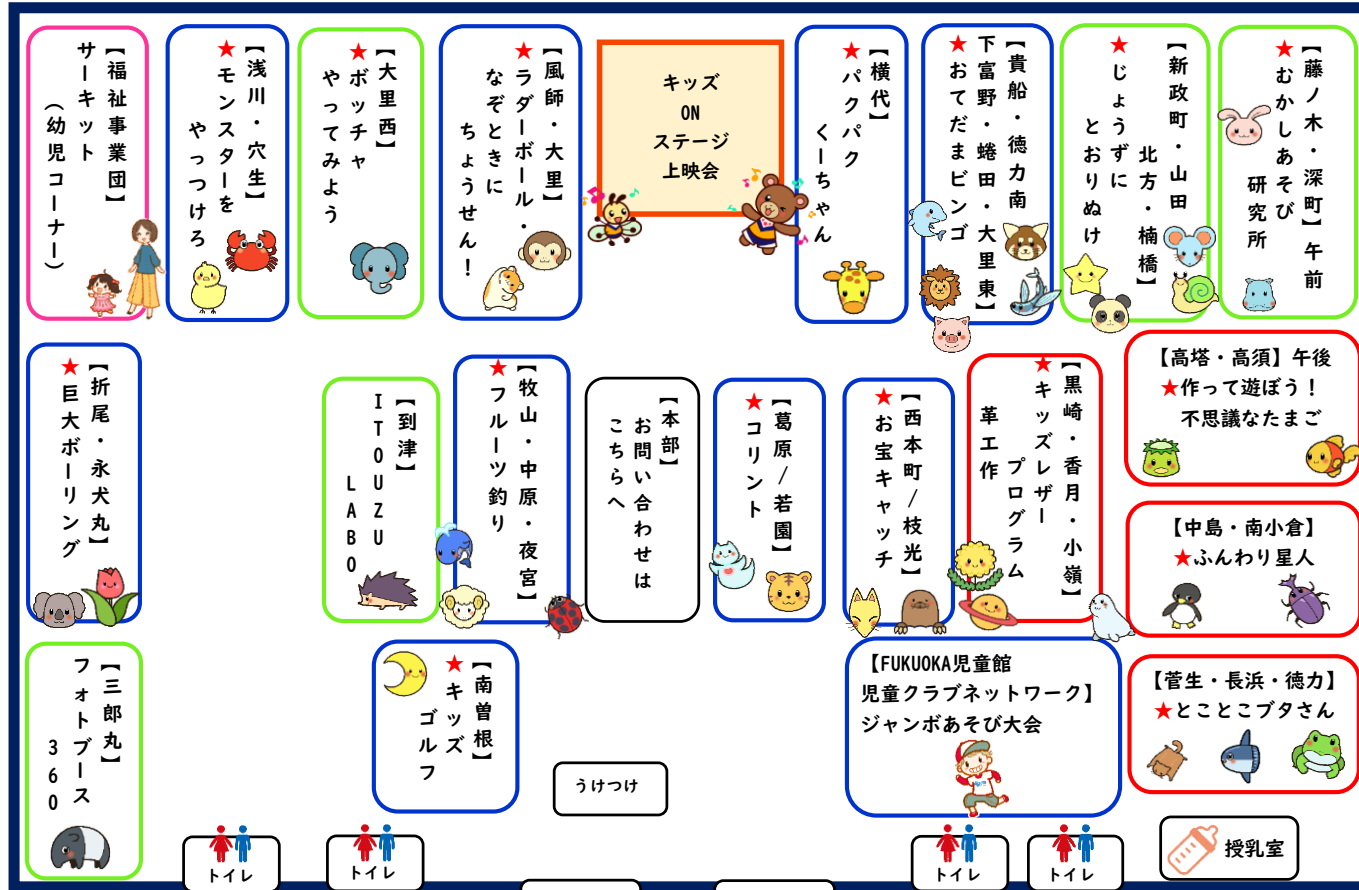 【福祉事業団】
サーキット
（幼児コーナー）
【浅川・穴生】
★モンスターを
やっつけろ
【大里西】
★ボッチャ
やってみよう
【風師・大里】
★ラダーボール・
なぞときに
ちょうせん！
キッズ
ON
ステージ
上映会
【横代】
★パクパク
くーちゃん
【貴船・徳力南
下富野・蜷田・大里東】
★おてだまビンゴ
【新政町・山田
北方・楠橋】
★じょうずに
とおりぬけ
【藤ノ木・深町】午前
★むかしあそび
研究所
【折尾・永犬丸】
★巨大ボーリング
【到津】
ITOUZU
LABO
【牧山・中原・夜宮】
★フルーツ釣り
【本部】
お問い合わせは
こちらへ
【葛原/若園】
★コリント
【西本町/枝光】
★お宝キャッチ
【黒崎・香月・小嶺】
★キッズレザー
プログラム
革工作
【高塔・高須】午後
★作って遊ぼう！
不思議なたまご
【中島・南小倉】
★ふんわり星人
【菅生・長浜・徳力】
★とことこブタさん
【三郎丸】
フォトブース
360
【南曽根】
★キッズ
ゴルフ
【FUKUOKA児童館
児童クラブネットワーク】
ジャンボあそび大会
うけつけ
トイレ
トイレ
トイレ
トイレ
授乳室